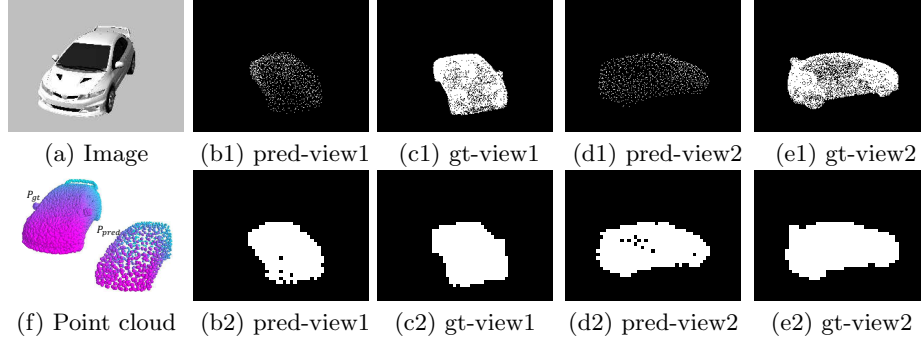 (a) Image
(b1) pred-view1
(c1) gt-view1
(d1) pred-view2
(e1) gt-view2
P_gt
P_pred
(f) Point cloud
(b2) pred-view1
(c2) gt-view1
(d2) pred-view2
(e2) gt-view2